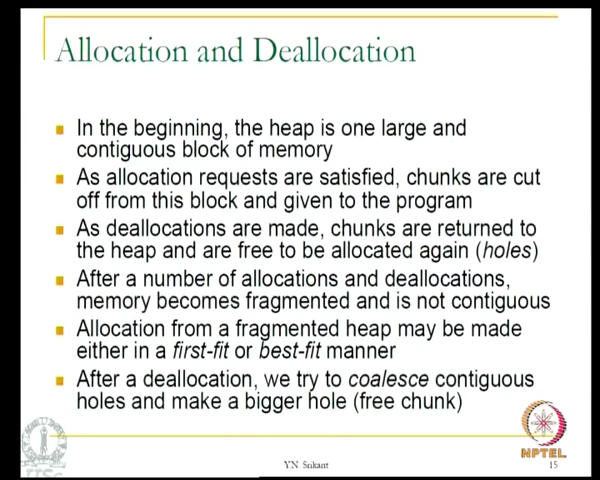 Allocation and Deallocation
In the beginning, the heap is one large and
contiguous block of memory
As allocation requests are satisfied, chunks are cut
off from this block and given to the program
As deallocations are made, chunks are returned to
the heap and are free to be allocated again (holes)
After a number of allocations and deallocations,
memory becomes fragmented and is not contiguous
Allocation from a fragmented heap may be made
either in a first-fit or best-fit manner
After a deallocation, we try to coalesce contiguous
holes and make a bigger hole (free chunk)
Y.N. Srikant
NPTEL
15